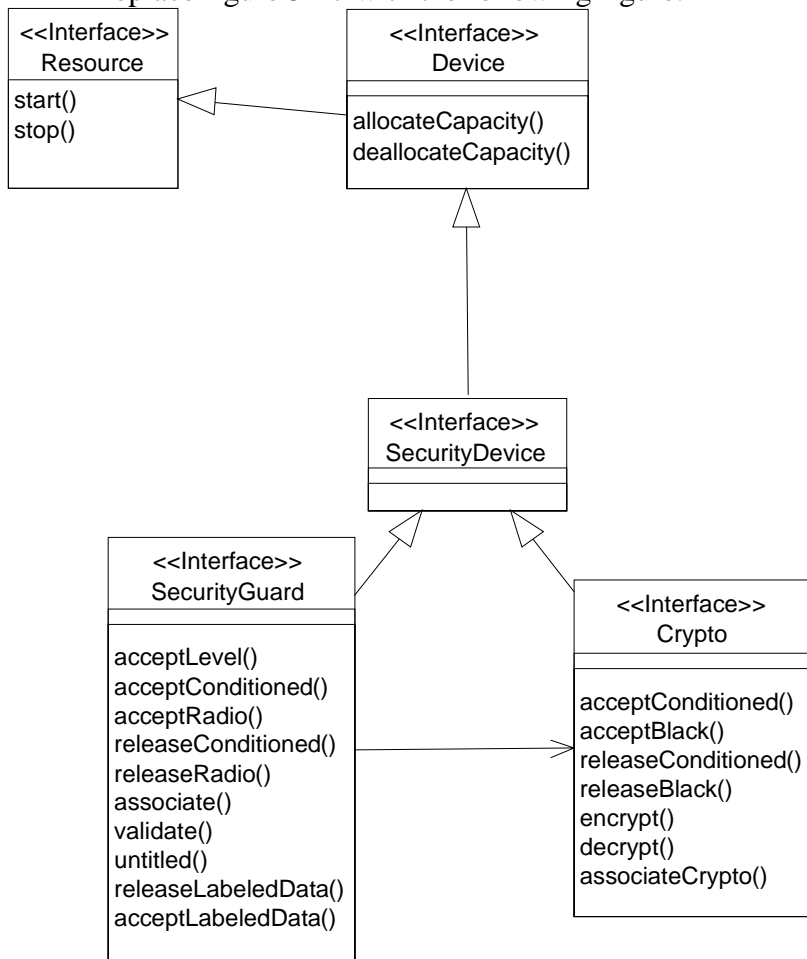 <<Interface>>
Resource
start()
stop()
<<Interface>>
Device
allocateCapacity()
deallocateCapacity()
<<Interface>>
SecurityDevice
<<Interface>>
SecurityGuard
acceptLevel()
acceptConditioned()
acceptRadio()
releaseConditioned()
releaseRadio()
associate()
validate()
untitled()
releaseLabeledData()
acceptLabeledData()
<<Interface>>
Crypto
acceptConditioned()
acceptBlack()
releaseConditioned()
releaseBlack()
encrypt()
decrypt()
associateCrypto()